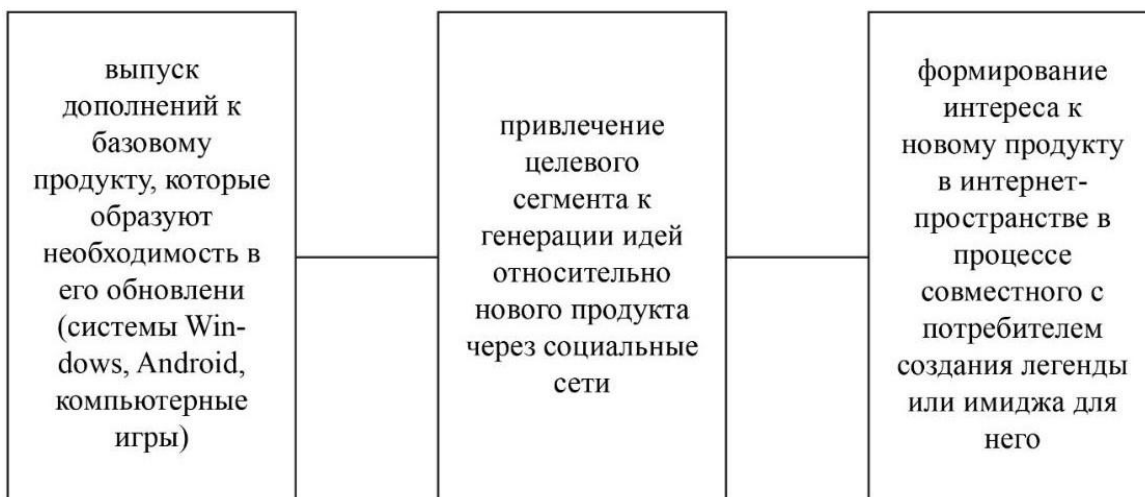 выпуск
дополнений к
базовому
продукту, которые
образуют
необходимость в
его обновлени
(системы Win-
dows, Android,
компьютерные
игры)
привлечение
целевого
сегмента к
генерации идей
относительно
нового продукта
через социальные
сети
формирование
интереса к
новому продукту
в интернет-
пространстве в
процессе
совместного с
потребителем
создания легенды
или имиджа для
него